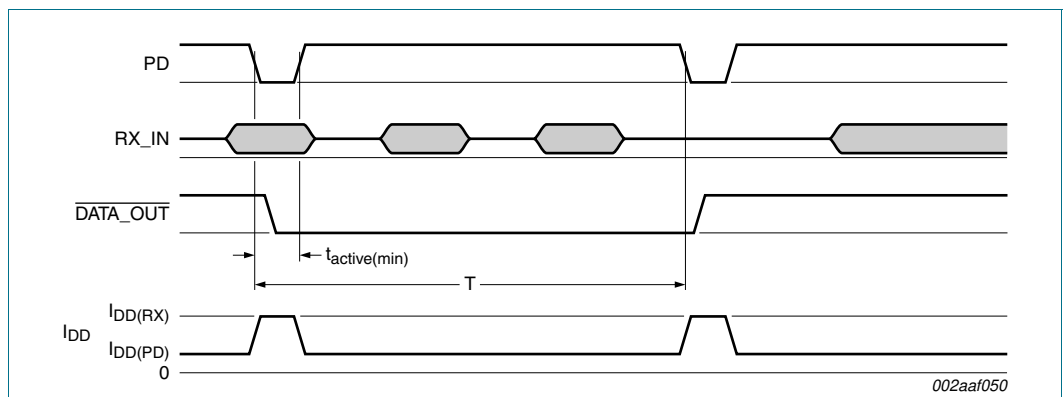 PD
RX_IN
DATA_OUT
tactive(min)
T
IDD(RX)
IDD
IDD(PD)
0
002aaf050